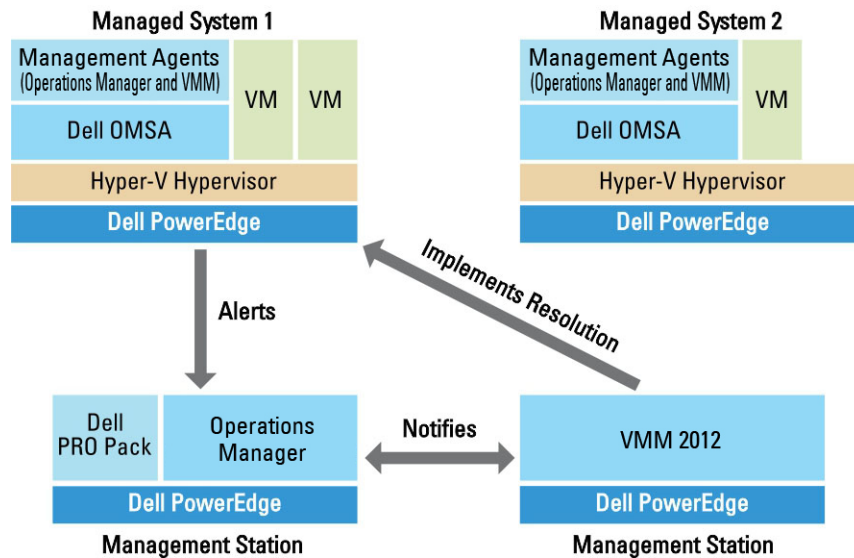 Managed System 1
Management Agents
(Operations Manager and VMM)
Dell OMSA
VM
VM
Hyper-V Hypervisor
Dell PowerEdge
Managed System 2
Management Agents
(Operations Manager and VMM)
Dell OMSA
VM
Hyper-V Hypervisor
Dell PowerEdge
Alerts
Implements Resolution
Dell
PRO Pack
Operations
Manager
Dell PowerEdge
Management Station
Notifies
VMM 2012
Dell PowerEdge
Management Station